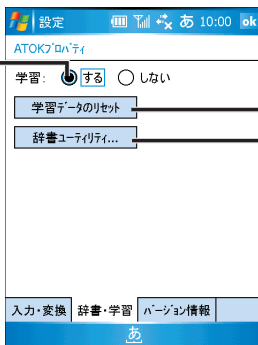 設定 あ 10:00 ok
ATOKﾌﾟﾛﾊﾟﾃｨ
学習: する しない
学習ﾃﾞｰﾀのﾘｾｯﾄ
辞書ﾕｰﾃｨﾘﾃｨ...
入力・変換 辞書・学習 ﾊﾞｰｼﾞｮﾝ情報
あ